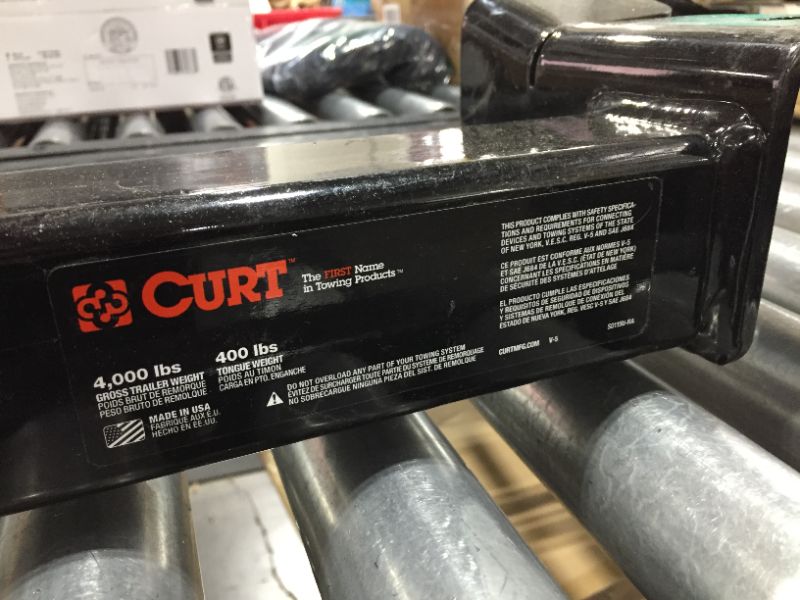 CURT™
The FIRST Name
in Towing Products™
4,000 lbs
GROSS TRAILER WEIGHT
POIDS BRUT DE REMORQUE
PESO BRUTO DE REMOLQUE
400 lbs
TONGUE WEIGHT
POIDS AU TIMON
CARGA EN PTO. ENGANCHE
MADE IN USA
FABRIQUE AUX E.U.
HECHO EN EE.UU.
DO NOT OVERLOAD ANY PART OF YOUR TOWING SYSTEM
EVITEZ DE SURCHARGER TOUTE PARTIE DU SYSTEME DE REMORQUAGE
NO SOBRECARGUE NINGUNA PIEZA DEL SIST. DE REMOLQUE
THIS PRODUCT COMPLIES WITH SAFETY SPECIFICA-
TIONS AND REQUIREMENTS FOR CONNECTING
DEVICES AND TOWING SYSTEMS OF THE STATE
OF NEW YORK. V.E.S.C. REG. V-5 AND SAE J684
CE PRODUIT EST CONFORME AUX NORMES V-5
ET SAE J684 DE LA V.E.S.C. (ÉTAT DE NEW YORK)
CONCERNANT LES SPÉCIFICATIONS EN MATIÈRE
DE SÉCURITÉ DES SYSTÈMES D'ATTELAGE
EL PRODUCTO CUMPLE LAS ESPECIFICACIONES
Y REQUISITOS DE SEGURIDAD DE DISPOSITIVOS
Y SISTEMAS DE REMOLQUE DE CONEXIÓN DEL
ESTADO DE NUEVA YORK. REG. VESC V-5 Y SAE J684
CURTMFG.COM V-5